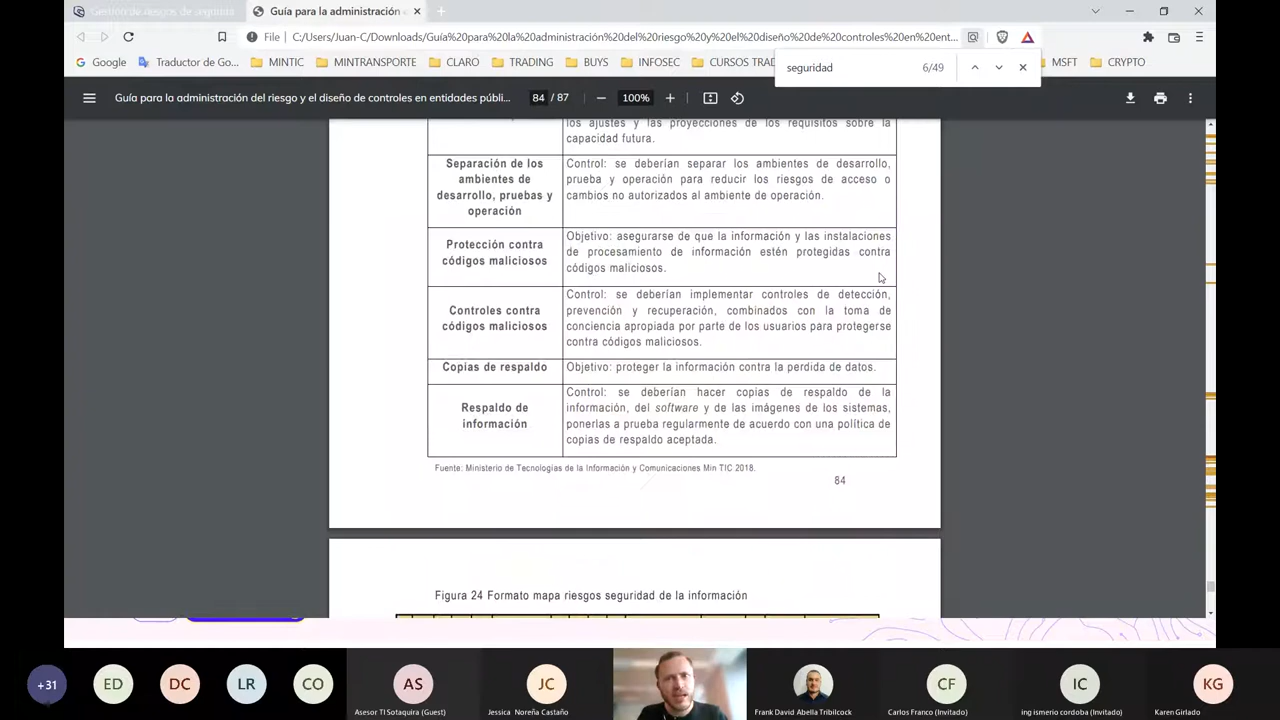 Gestión de riesgos de segurida
Guía para la administración
File
C:/Users/Juan-C/Downloads/Guía%20para%20la%20administración%20del%20riesgo%20y%20el%20diseño%20de%20controles%20en%20ent...
Google
Traductor de Go...
MINTIC
MINTRANSPORTE
CLARO
TRADING
BUYS
INFOSEC
CURSOS TRAD
MSFT
CRYPTO
seguridad
6/49
Guía para la administración del riesgo y el diseño de controles en entidades públi...
84 / 87
100%
los ajustes y las proyecciones de los requisitos sobre la
capacidad futura.
Separación de los
ambientes de
desarrollo, pruebas y
operación
Control: se deberían separar los ambientes de desarrollo,
prueba y operación para reducir los riesgos de acceso o
cambios no autorizados al ambiente de operación.
Protección contra
códigos maliciosos
Objetivo: asegurarse de que la información y las instalaciones
de procesamiento de información estén protegidas contra
códigos maliciosos.
Controles contra
códigos maliciosos
Control: se deberían implementar controles de detección,
prevención y recuperación, combinados con la toma de
conciencia apropiada por parte de los usuarios para protegerse
contra códigos maliciosos.
Copias de respaldo
Objetivo: proteger la información contra la perdida de datos.
Respaldo de
información
Control: se deberían hacer copias de respaldo de la
información, del software y de las imágenes de los sistemas,
ponerlas a prueba regularmente de acuerdo con una política de
copias de respaldo aceptada.
Fuente: Ministerio de Tecnologías de la Información y Comunicaciones Min TIC 2018.
84
Figura 24 Formato mapa riesgos seguridad de la información
+31
ED
DC
LR
CO
AS
Asesor TI Sotaquira (Guest)
JC
Jessica Noreña Castaño
Frank David Abella Tribilcock
CF
Carlos Franco (Invitado)
IC
ing ismerio cordoba (Invitado)
KG
Karen Girlado